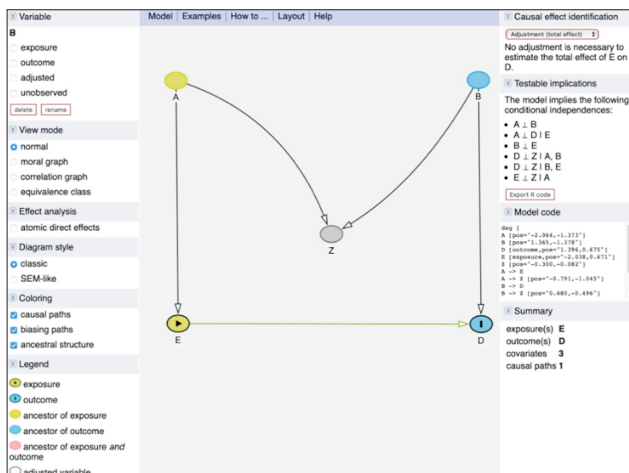 Variable
B
exposure
outcome
adjusted
unobserved
delete rename
View mode
normal
moral graph
correlation graph
equivalence class
Effect analysis
atomic direct effects
Diagram style
classic
SEM-like
Coloring
causal paths
biasing paths
ancestral structure
Legend
exposure
outcome
ancestor of exposure
ancestor of outcome
ancestor of exposure and
outcome
adjusted variable
Model | Examples | How to ... | Layout | Help
A
B
Z
E
D
Causal effect identification
Adjustment (total effect)
No adjustment is necessary to
estimate the total effect of E on
D.
Testable implications
The model implies the following
conditional independences:
• A ⊥ B
• A ⊥ D | E
• B ⊥ E
• D ⊥ Z | A, B
• D ⊥ Z | B, E
• E ⊥ Z | A
Export R code
Model code
dag {
A [pos="-2.064,-1.373"]
B [pos="1.365,-1.378"]
D [outcome,pos="1.396,0.675"]
E [exposure,pos="-2.038,0.671"]
Z [pos="-0.300,-0.082"]
A -> E
A -> Z [pos="-0.791,-1.045"]
B -> D
B -> Z [pos="0.680,-0.496"]
Summary
exposure(s) E
outcome(s) D
covariates 3
causal paths 1